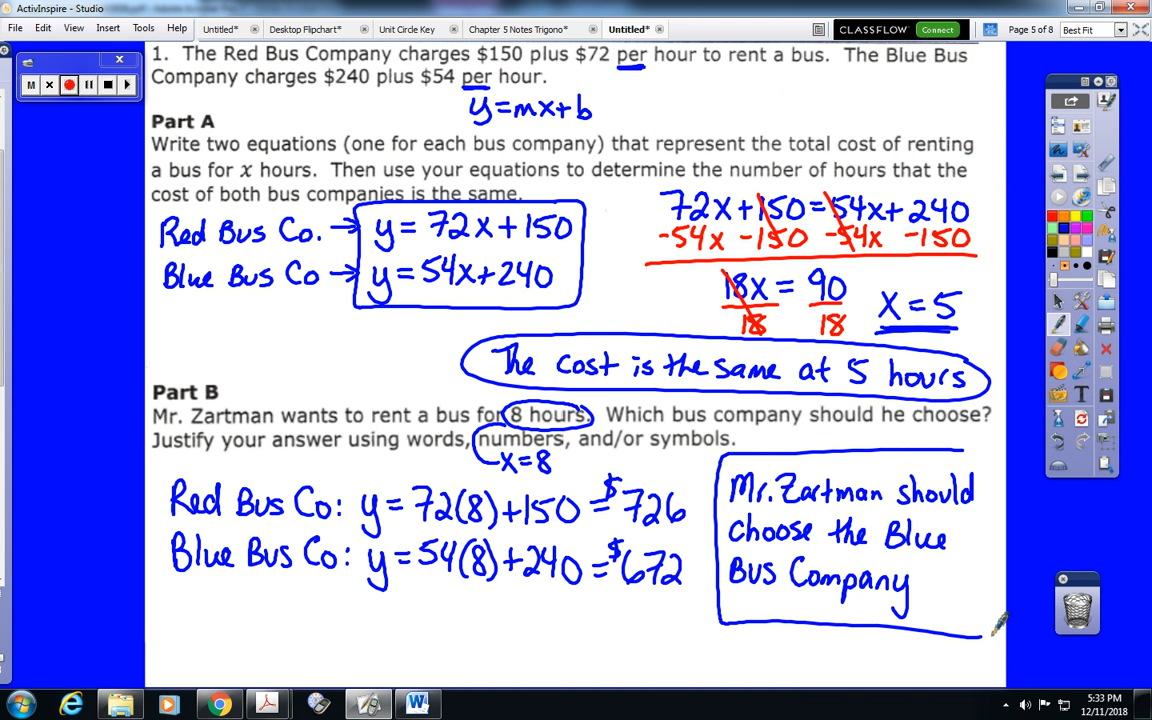 ActivInspire - Studio
File Edit View Insert Tools Help
Untitled* Desktop Flipchart* Unit Circle Key Chapter 5 Notes Trigono* Untitled*
CLASSFLOW Connect Page 5 of 8 Best Fit
1. The Red Bus Company charges $150 plus $72 per hour to rent a bus. The Blue Bus
Company charges $240 plus $54 per hour.
y=mx+b
Part A
Write two equations (one for each bus company) that represent the total cost of renting
a bus for x hours. Then use your equations to determine the number of hours that the
cost of both bus companies is the same.
Red Bus Co. → y = 72x+150
Blue Bus Co → y = 54x+240
72x+150=54x+240
-54x -150 -54x -150
18x = 90
18 18
x = 5
The cost is the same at 5 hours
Part B
Mr. Zartman wants to rent a bus for 8 hours. Which bus company should he choose?
Justify your answer using words, numbers, and/or symbols.
x=8
Red Bus Co: y = 72(8)+150 = $726
Blue Bus Co: y = 54(8)+240 = $672
Mr. Zartman should
choose the Blue
Bus Company
5:33 PM
12/11/2018